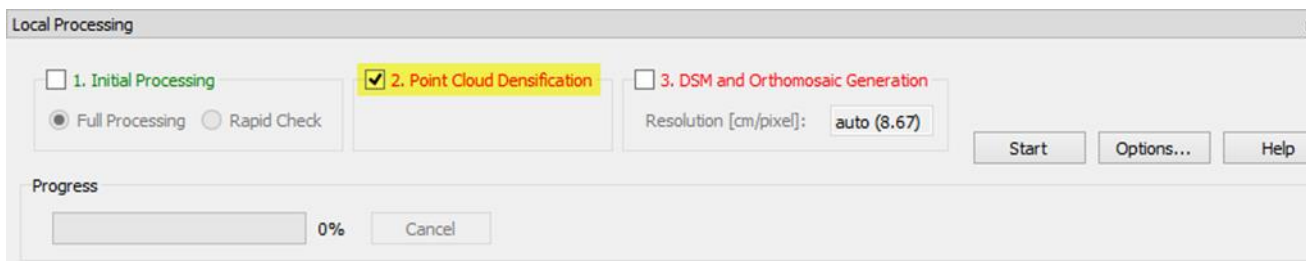 Local Processing
1. Initial Processing
2. Point Cloud Densification
3. DSM and Orthomosaic Generation
Full Processing
Rapid Check
Resolution [cm/pixel]:
auto (8.67)
Start
Options...
Help
Progress
0%
Cancel